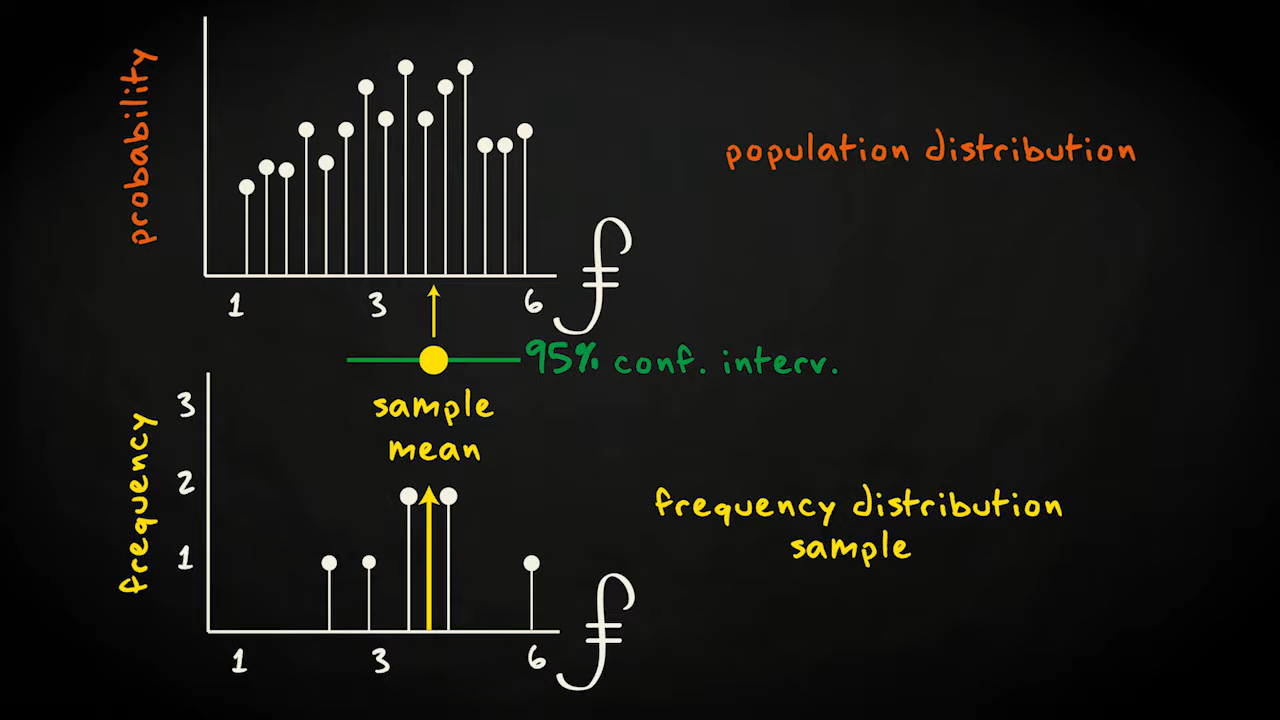 probability
population distribution
1 3 6
95% conf. interv.
sample
mean
frequency
3
2
1
frequency distribution
sample
1 3 6